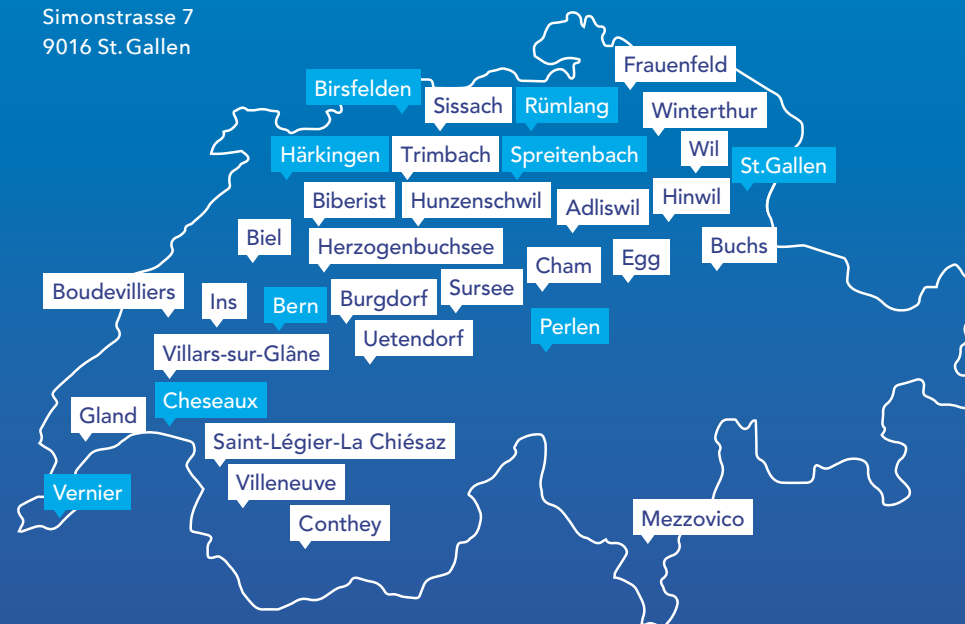 Simonstrasse 7
9016 St. Gallen
Frauenfeld
Birsfelden
Sissach
Rümlang
Winterthur
Härkingen
Trimbach
Spreitenbach
Wil
St.Gallen
Biberist
Hunzenschwil
Adliswil
Hinwil
Biel
Herzogenbuchsee
Cham
Egg
Buchs
Boudevilliers
Ins
Bern
Burgdorf
Sursee
Perlen
Uetendorf
Villars-sur-Glâne
Cheseaux
Gland
Saint-Légier-La Chiésaz
Villeneuve
Vernier
Conthey
Mezzovico